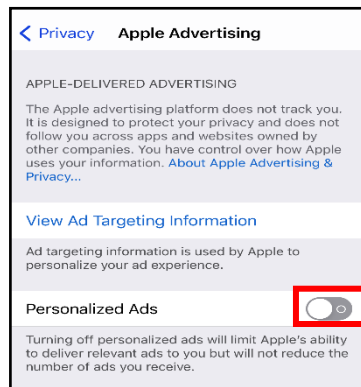 Privacy Apple Advertising
APPLE-DELIVERED ADVERTISING
The Apple advertising platform does not track you.
It is designed to protect your privacy and does not
follow you across apps and websites owned by
other companies. You have control over how Apple
uses your information. About Apple Advertising &
Privacy...
View Ad Targeting Information
Ad targeting information is used by Apple to
personalize your ad experience.
Personalized Ads
Turning off personalized ads will limit Apple's ability
to deliver relevant ads to you but will not reduce the
number of ads you receive.